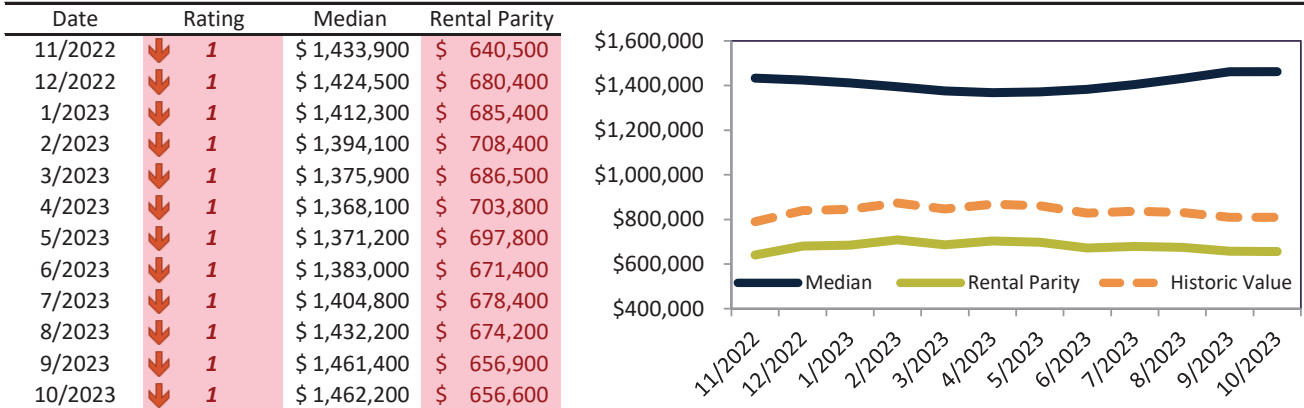 Date Rating Median Rental Parity
11/2022 1 $ 1,433,900 $ 640,500
12/2022 1 $ 1,424,500 $ 680,400
1/2023 1 $ 1,412,300 $ 685,400
2/2023 1 $ 1,394,100 $ 708,400
3/2023 1 $ 1,375,900 $ 686,500
4/2023 1 $ 1,368,100 $ 703,800
5/2023 1 $ 1,371,200 $ 697,800
6/2023 1 $ 1,383,000 $ 671,400
7/2023 1 $ 1,404,800 $ 678,400
8/2023 1 $ 1,432,200 $ 674,200
9/2023 1 $ 1,461,400 $ 656,900
10/2023 1 $ 1,462,200 $ 656,600
$1,600,000
$1,400,000
$1,200,000
$1,000,000
$800,000
$600,000
$400,000
Median Rental Parity Historic Value
11/2022 12/2022 1/2023 2/2023 3/2023 4/2023 5/2023 6/2023 7/2023 8/2023 9/2023 10/2023